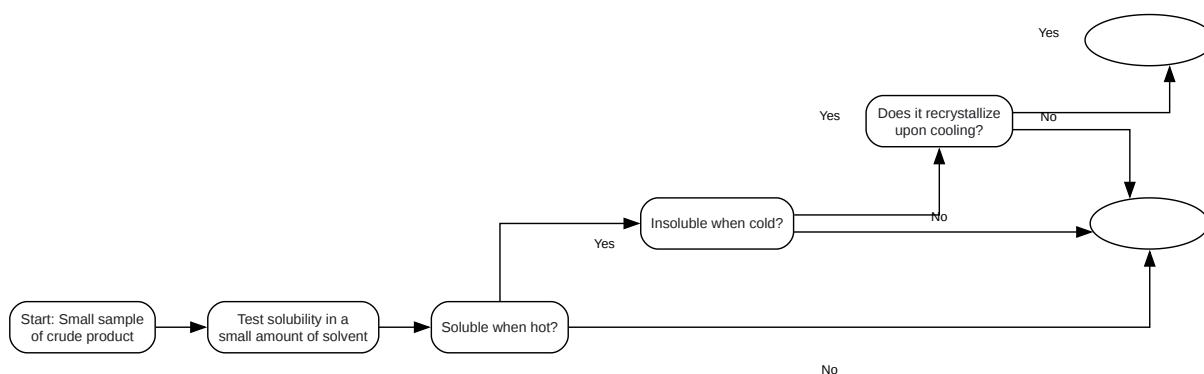 Yes
Does it recrystallize
upon cooling?
Yes
No
Insoluble when cold?
No
Yes
Start: Small sample
of crude product
Test solubility in a
small amount of solvent
Soluble when hot?
No